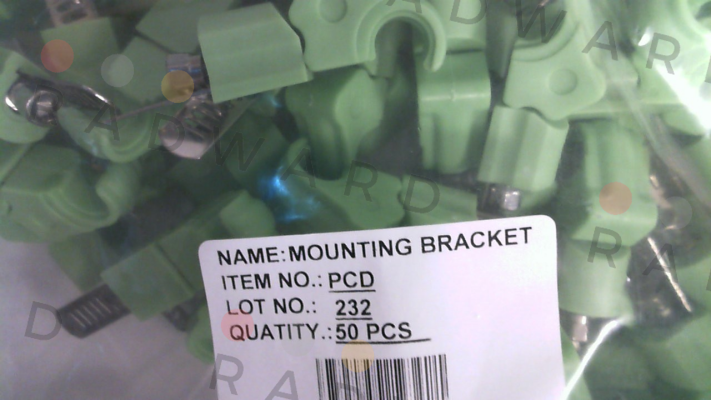 NAME:MOUNTING BRACKET
ITEM NO.: PCD
LOT NO.: 232
QUATITY.:50 PCS